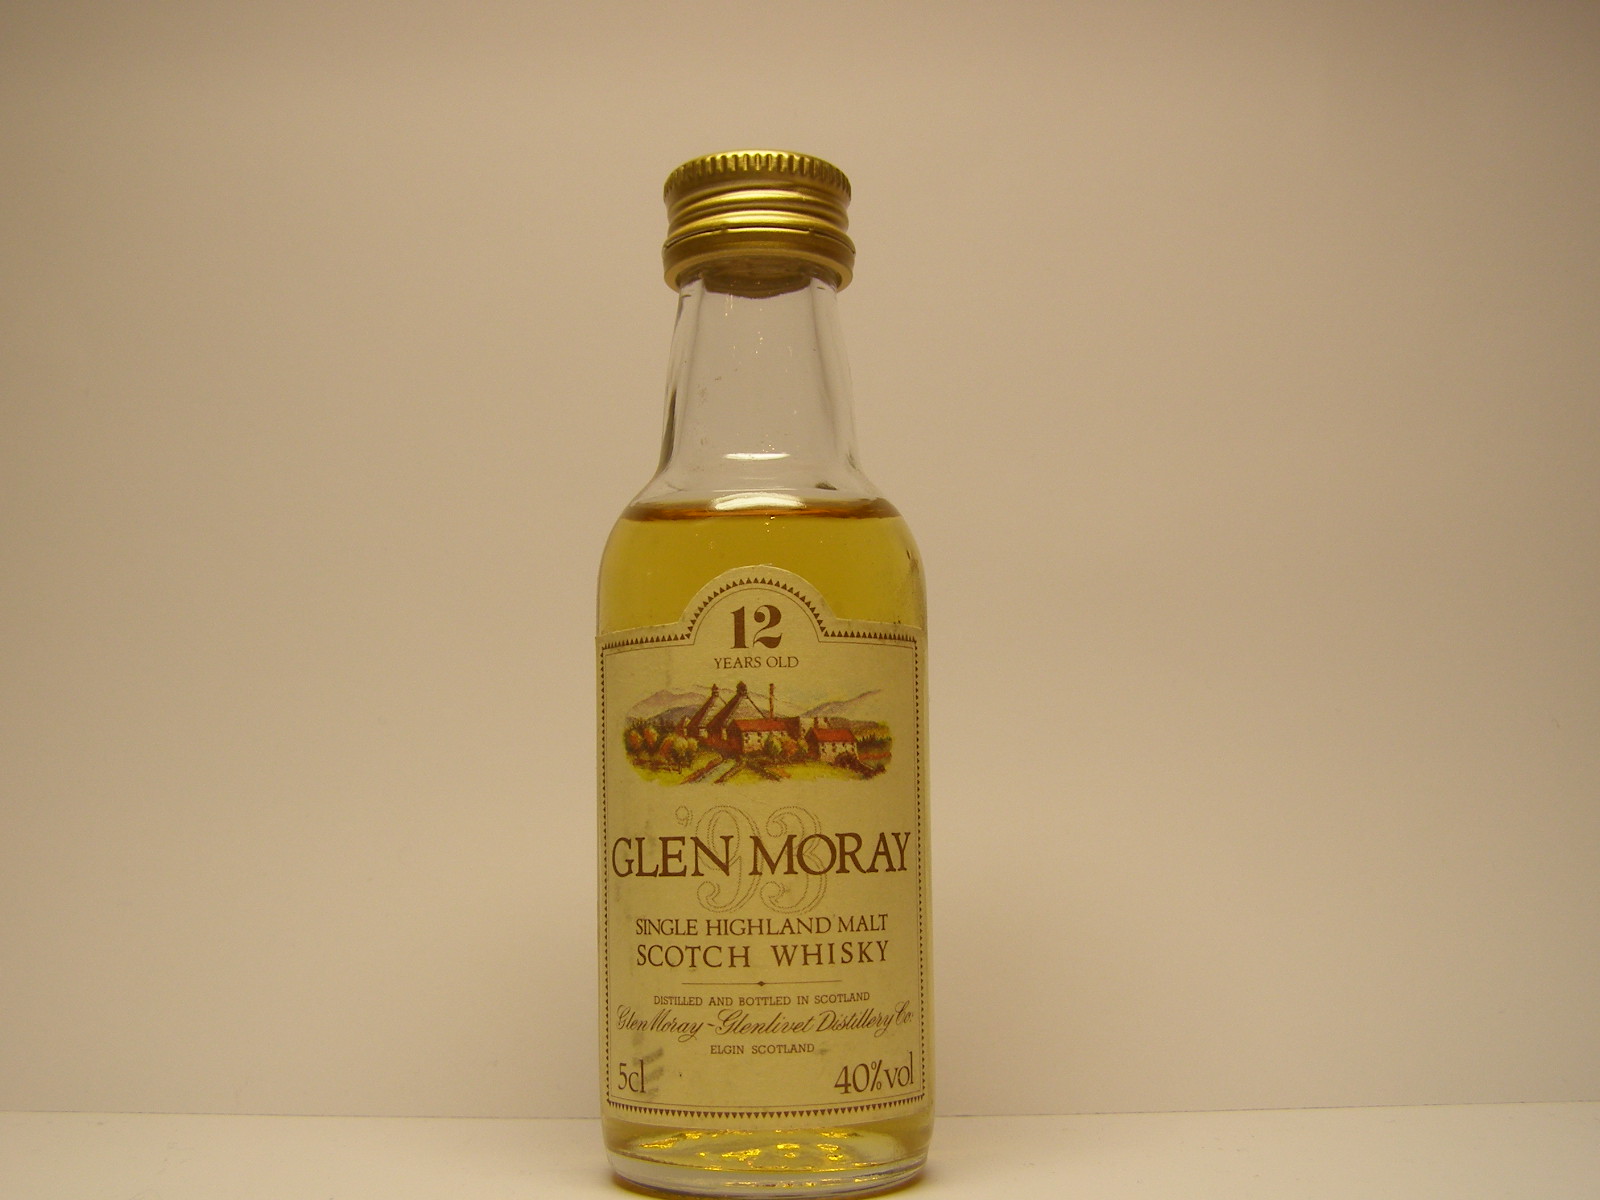 12
YEARS OLD
'93
GLEN MORAY
SINGLE HIGHLAND MALT
SCOTCH WHISKY
DISTILLED AND BOTTLED IN SCOTLAND
Glen Moray-Glenlivet Distillery Co.
ELGIN SCOTLAND
5cl 40%vol